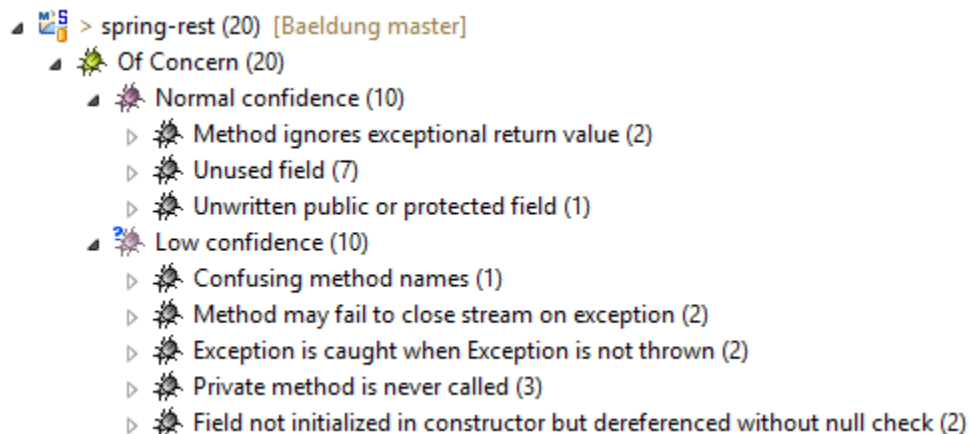 > spring-rest (20) [Baeldung master]
Of Concern (20)
Normal confidence (10)
Method ignores exceptional return value (2)
Unused field (7)
Unwritten public or protected field (1)
Low confidence (10)
Confusing method names (1)
Method may fail to close stream on exception (2)
Exception is caught when Exception is not thrown (2)
Private method is never called (3)
Field not initialized in constructor but dereferenced without null check (2)